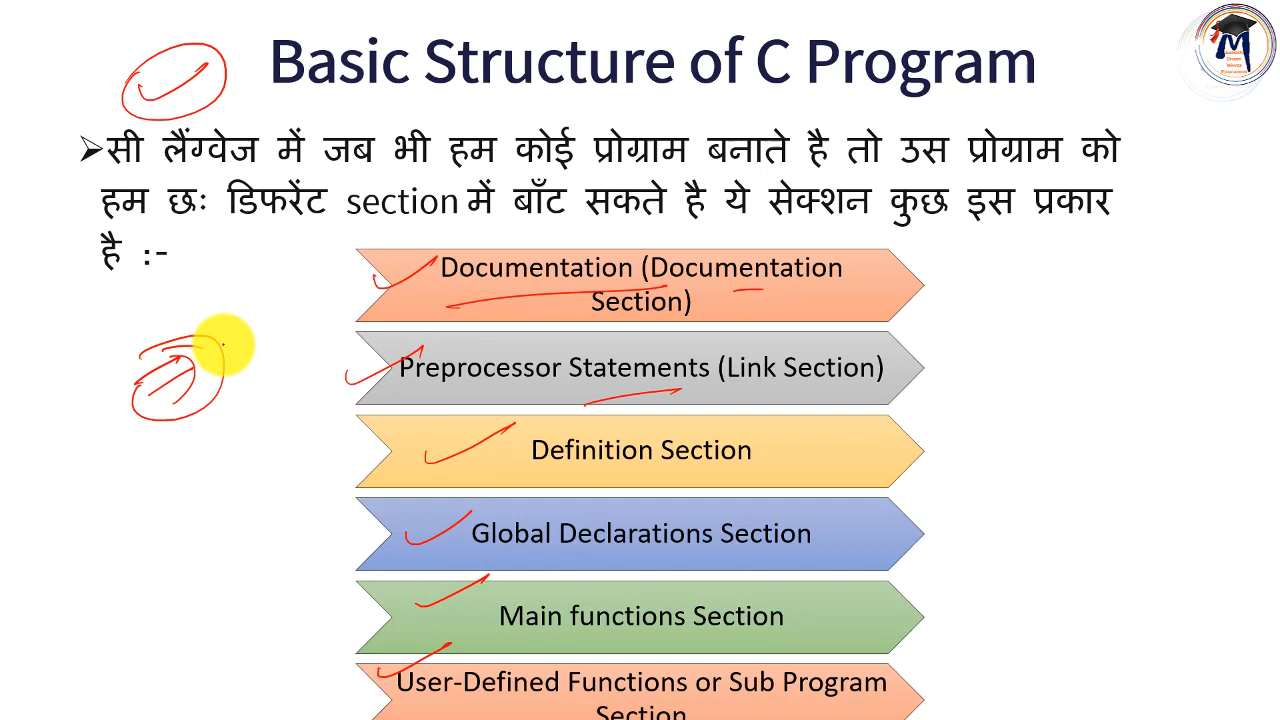 Basic Structure of C Program
➢सी लैंग्वेज में जब भी हम कोई प्रोग्राम बनाते है तो उस प्रोग्राम को
हम छः डिफरेंट section में बाँट सकते है ये सेक्शन कुछ इस प्रकार
है :-
Documentation (Documentation
Section)
Preprocessor Statements (Link Section)
Definition Section
Global Declarations Section
Main functions Section
User-Defined Functions or Sub Program
Section